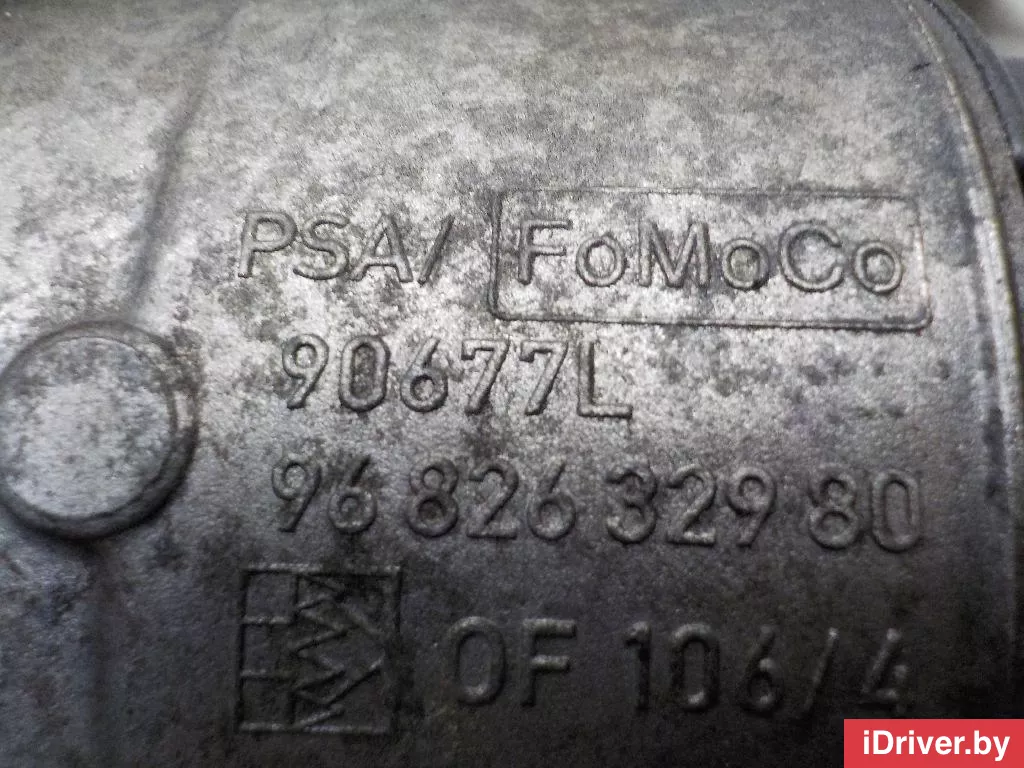 PSA/ FoMoCo
90677L
96 826 329 80
OF 106/4
iDriver.by